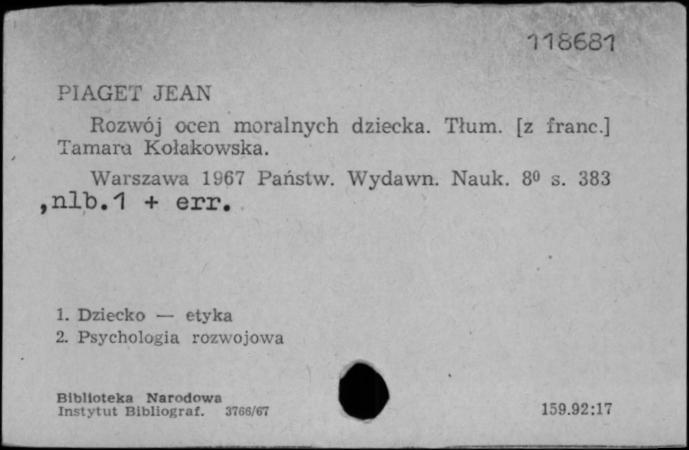 118681
PIAGET JEAN
Rozwój ocen moralnych dziecka. Tłum. [z franc.]
Tamara Kołakowska.
Warszawa 1967 Państw. Wydawn. Nauk. 8⁰ s. 383
,nlb.1 + err.
1. Dziecko — etyka
2. Psychologia rozwojowa
Biblioteka Narodowa
Instytut Bibliograf. 3766/67
159.92:17